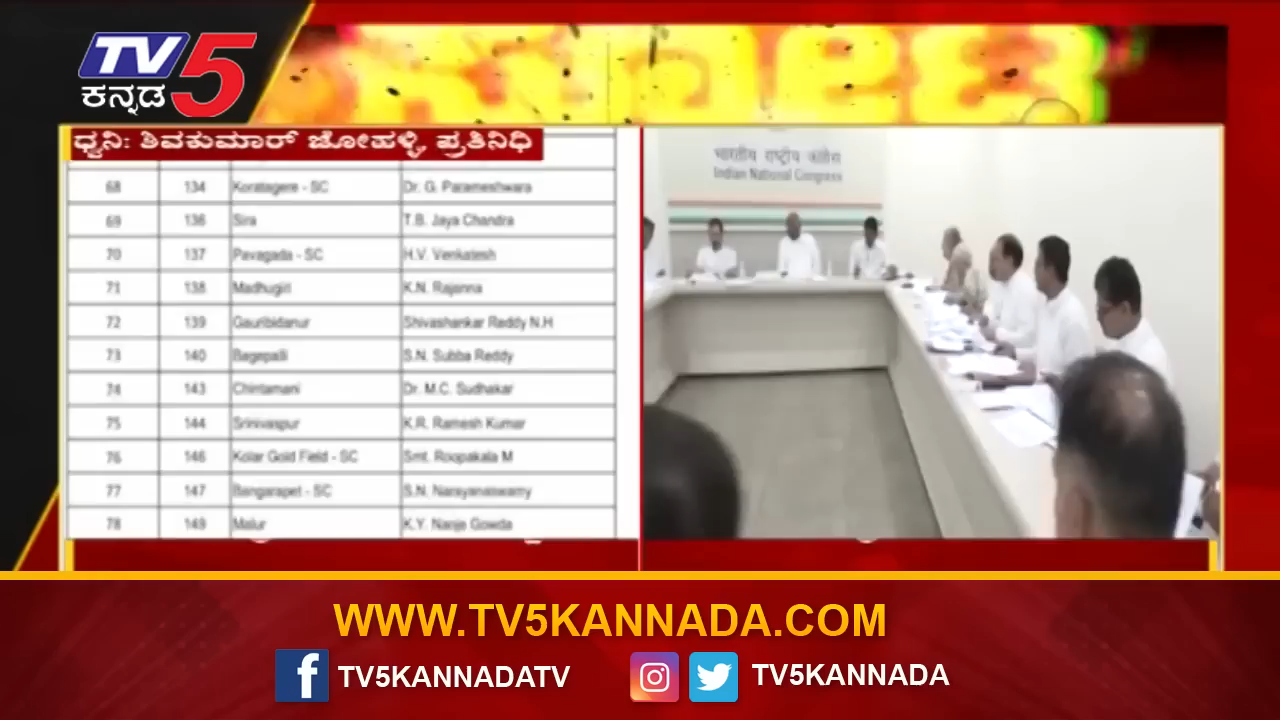 TV5
ಕನ್ನಡ
ಧ್ವನಿ: ಶಿವಕುಮಾರ್ ಜೋಹಳ್ಳಿ, ಪ್ರತಿನಿಧಿ
68 134 Koratagere - SC Dr. G. Parameshwara
69 136 Sira T.B. Jaya Chandra
70 137 Pavagada - SC H.V. Venkatesh
71 138 Madhugiri K.N. Rajanna
72 139 Gauribidanur Shivashankar Reddy N.H
73 140 Bagepalli S.N. Subba Reddy
74 143 Chintamani Dr. M.C. Sudhakar
75 144 Srinivaspur K.R. Ramesh Kumar
76 146 Kolar Gold Field - SC Smt. Roopakala M
77 147 Bangarapet - SC S.N. Narayanaswamy
78 149 Malur K.Y. Nanje Gowda
भारतीय राष्ट्रीय कांग्रेस
Indian National Congress
WWW.TV5KANNADA.COM
TV5KANNADATV
TV5KANNADA